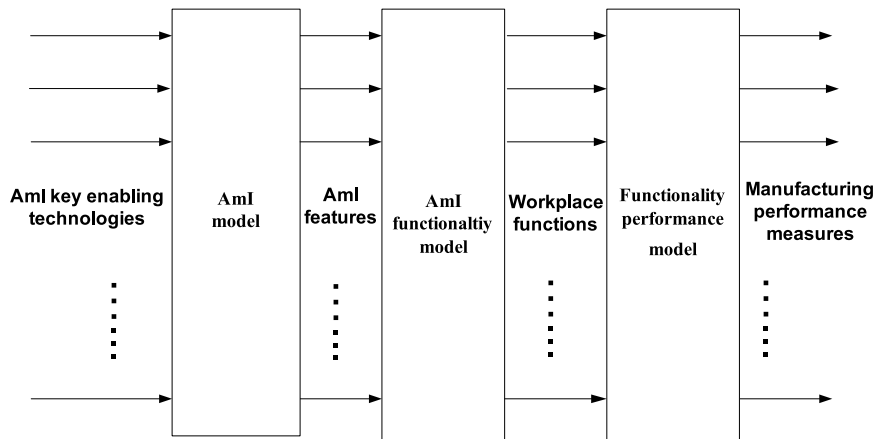 AmI key enabling
technologies
AmI
model
AmI
features
AmI
functionaltiy
model
Workplace
functions
Functionality
performance
model
Manufacturing
performance
measures